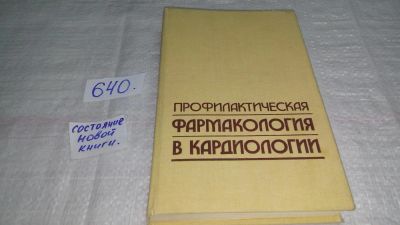 640.
состояние
новой
книги.
ПРОФИЛАКТИЧЕСКАЯ
ФАРМАКОЛОГИЯ
В КАРДИОЛОГИИ